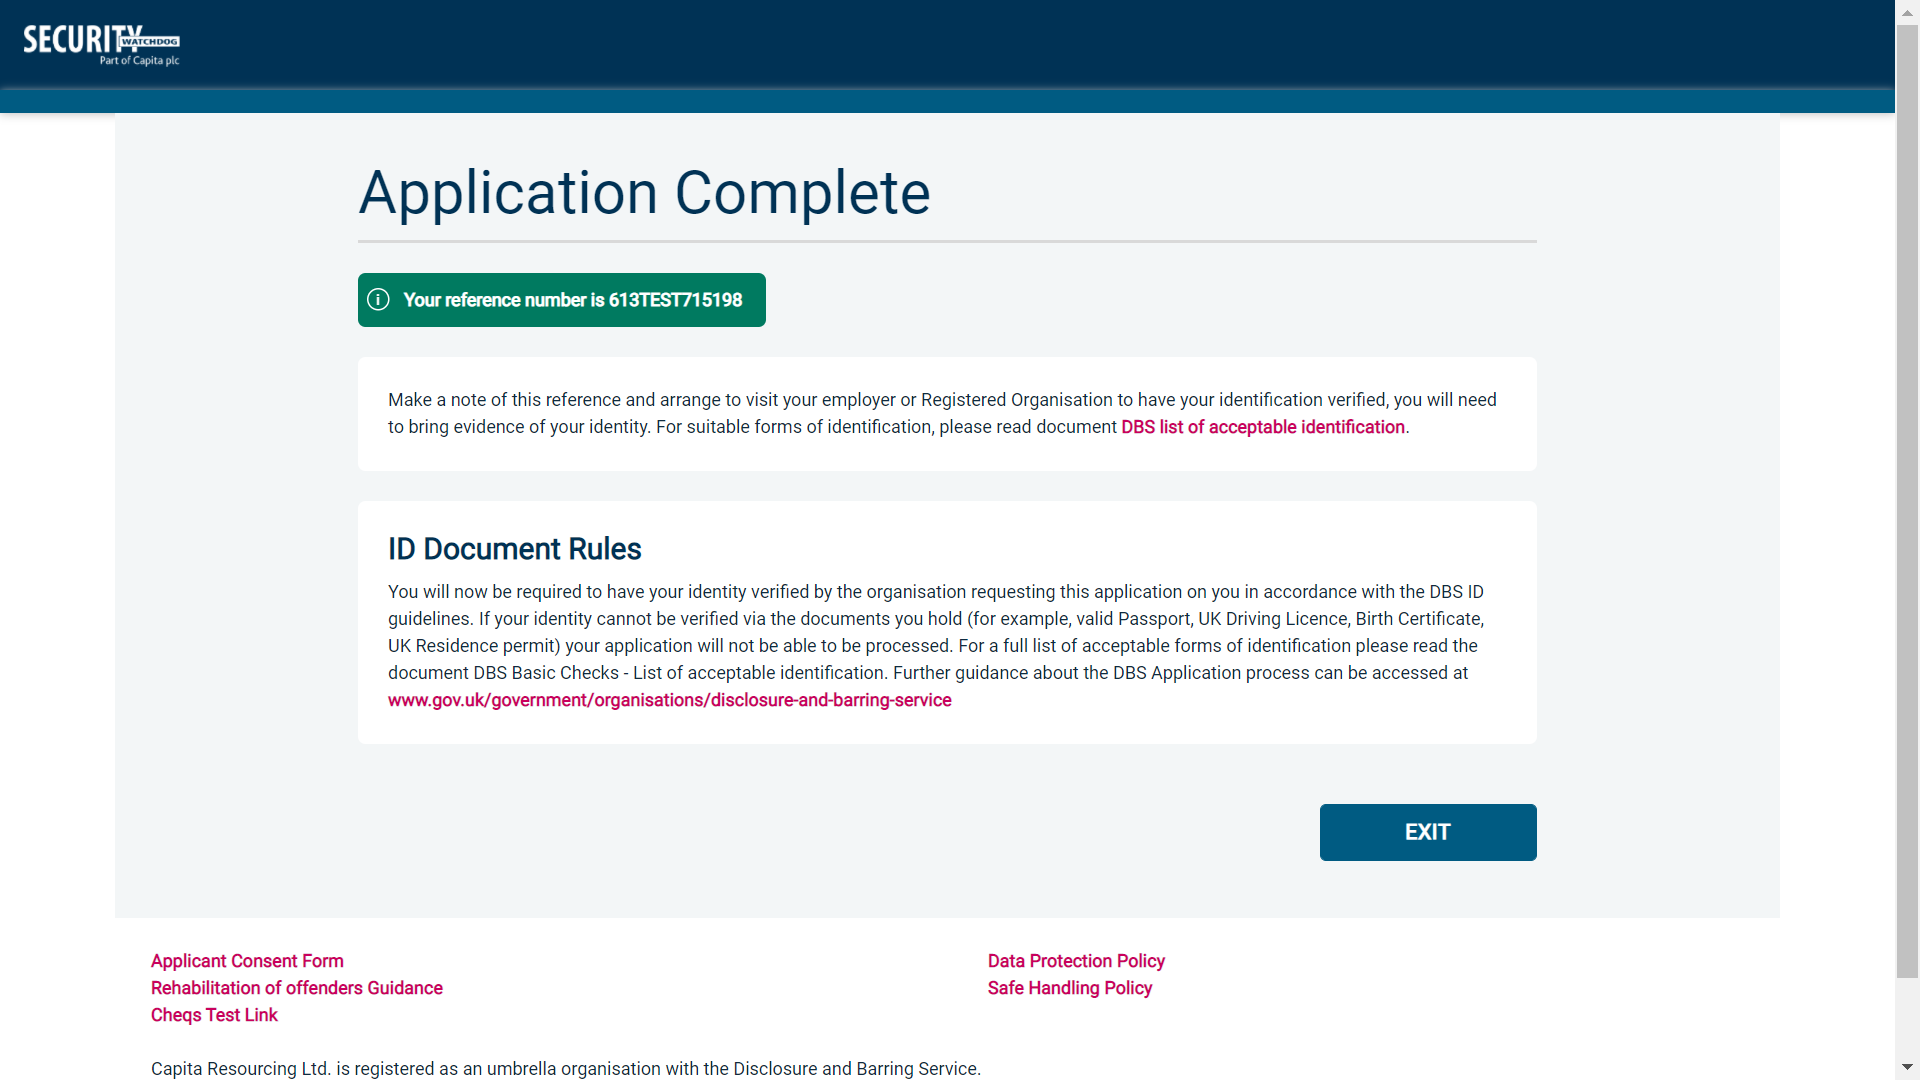 SECURITY
WATCHDOG
Part of Capita plc
Application Complete
Your reference number is 613TEST715198
Make a note of this reference and arrange to visit your employer or Registered Organisation to have your identification verified, you will need
to bring evidence of your identity. For suitable forms of identification, please read document DBS list of acceptable identification.
ID Document Rules
You will now be required to have your identity verified by the organisation requesting this application on you in accordance with the DBS ID
guidelines. If your identity cannot be verified via the documents you hold (for example, valid Passport, UK Driving Licence, Birth Certificate,
UK Residence permit) your application will not be able to be processed. For a full list of acceptable forms of identification please read the
document DBS Basic Checks - List of acceptable identification. Further guidance about the DBS Application process can be accessed at
www.gov.uk/government/organisations/disclosure-and-barring-service
EXIT
Applicant Consent Form
Rehabilitation of offenders Guidance
Cheqs Test Link
Data Protection Policy
Safe Handling Policy
Capita Resourcing Ltd. is registered as an umbrella organisation with the Disclosure and Barring Service.